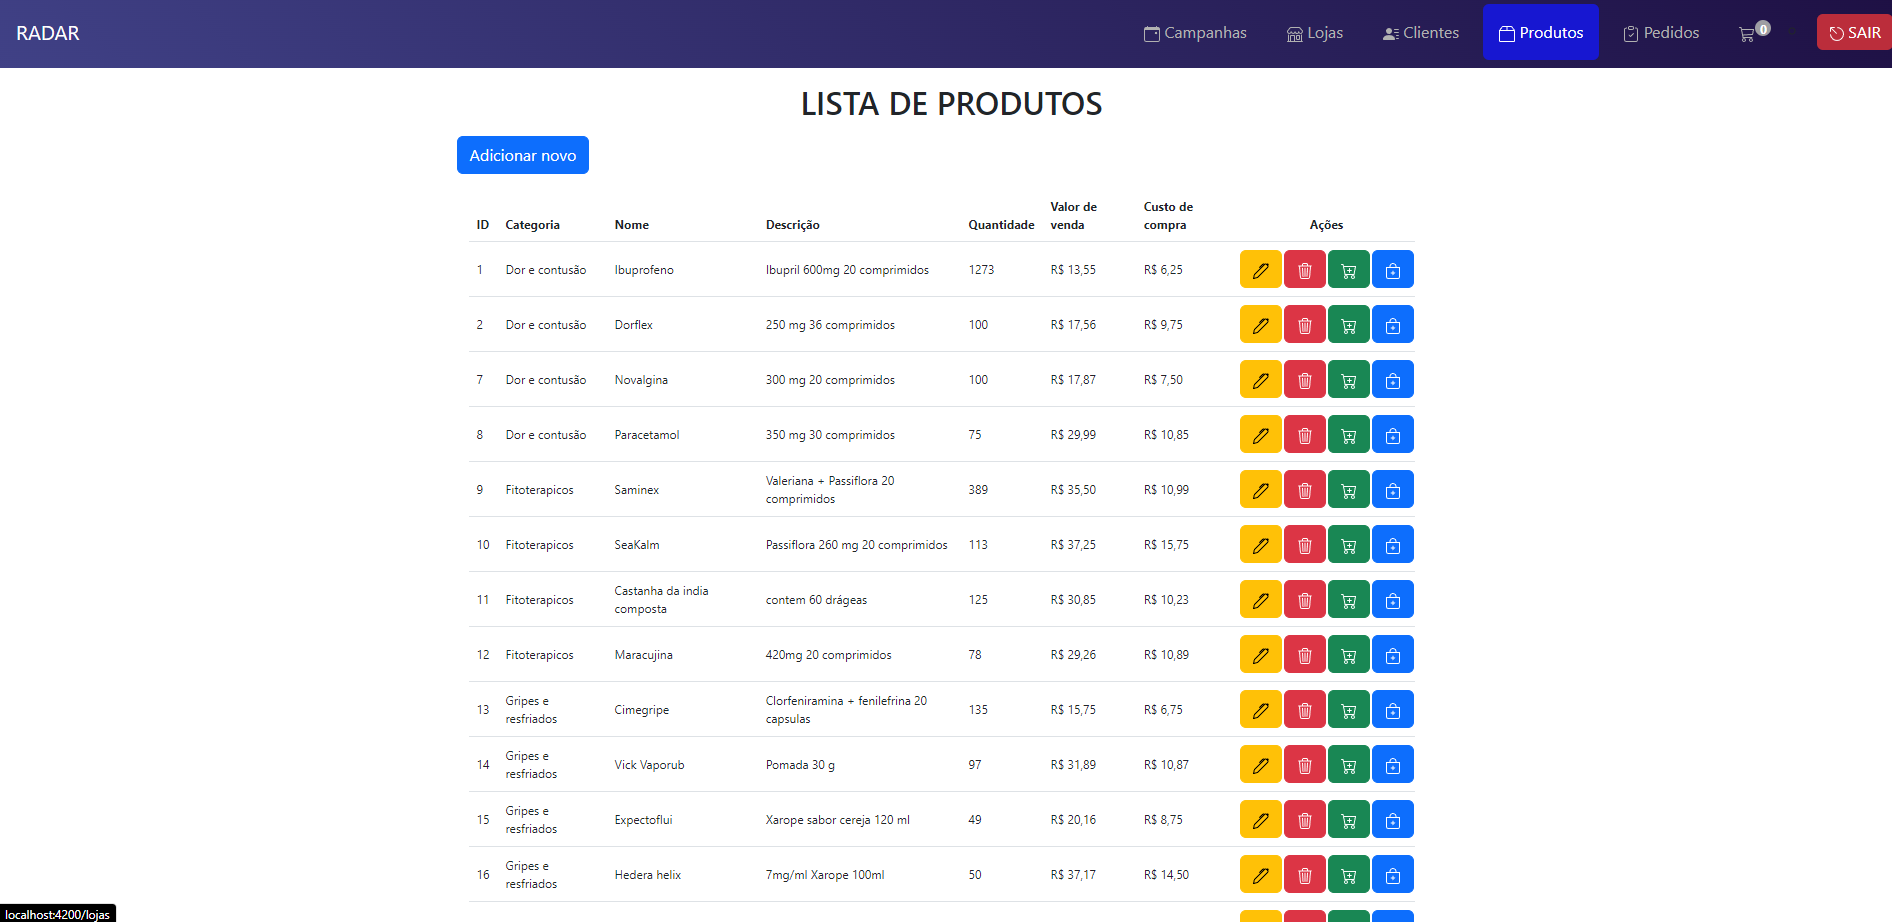 RADAR
Campanhas
Lojas
Clientes
Produtos
Pedidos
0
SAIR
LISTA DE PRODUTOS
Adicionar novo
ID Categoria Nome Descrição Quantidade Valor de venda Custo de compra Ações
1 Dor e contusão Ibuprofeno Ibupril 600mg 20 comprimidos 1273 R$ 13,55 R$ 6,25
2 Dor e contusão Dorflex 250 mg 36 comprimidos 100 R$ 17,56 R$ 9,75
7 Dor e contusão Novalgina 300 mg 20 comprimidos 100 R$ 17,87 R$ 7,50
8 Dor e contusão Paracetamol 350 mg 30 comprimidos 75 R$ 29,99 R$ 10,85
9 Fitoterapicos Saminex Valeriana + Passiflora 20 comprimidos 389 R$ 35,50 R$ 10,99
10 Fitoterapicos SeaKalm Passiflora 260 mg 20 comprimidos 113 R$ 37,25 R$ 15,75
11 Fitoterapicos Castanha da india composta contem 60 drágeas 125 R$ 30,85 R$ 10,23
12 Fitoterapicos Maracujina 420mg 20 comprimidos 78 R$ 29,26 R$ 10,89
13 Gripes e resfriados Cimegripe Clorfeniramina + fenilefrina 20 capsulas 135 R$ 15,75 R$ 6,75
14 Gripes e resfriados Vick Vaporub Pomada 30 g 97 R$ 31,89 R$ 10,87
15 Gripes e resfriados Expectoflui Xarope sabor cereja 120 ml 49 R$ 20,16 R$ 8,75
16 Gripes e resfriados Hedera helix 7mg/ml Xarope 100ml 50 R$ 37,17 R$ 14,50
localhost:4200/lojas